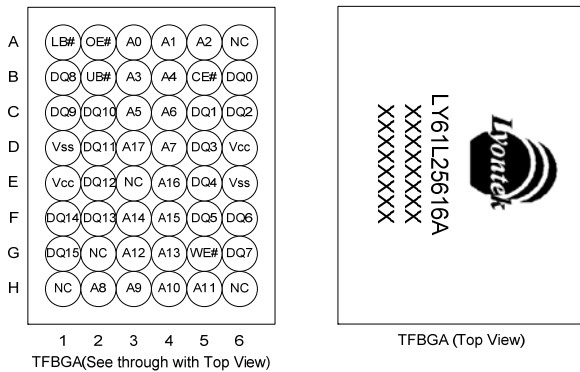 A LB# OE# A0 A1 A2 NC
B DQ8 UB# A3 A4 CE# DQ0
C DQ9 DQ10 A5 A6 DQ1 DQ2
D Vss DQ11 A17 A7 DQ3 Vcc
E Vcc DQ12 NC A16 DQ4 Vss
F DQ14 DQ13 A14 A15 DQ5 DQ6
G DQ15 NC A12 A13 WE# DQ7
H NC A8 A9 A10 A11 NC
1 2 3 4 5 6
TFBGA(See through with Top View)
Lyontek
LY61L25616A
XXXXXXXX
XXXXXXXX
TFBGA (Top View)